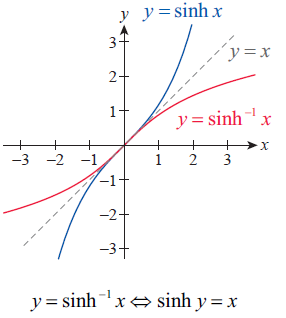 y y = sinh x
3
y = x
2
1
y = sinh⁻¹ x
x
−3 −2 −1 1 2 3
−1
−2
−3
y = sinh⁻¹ x ⇔ sinh y = x